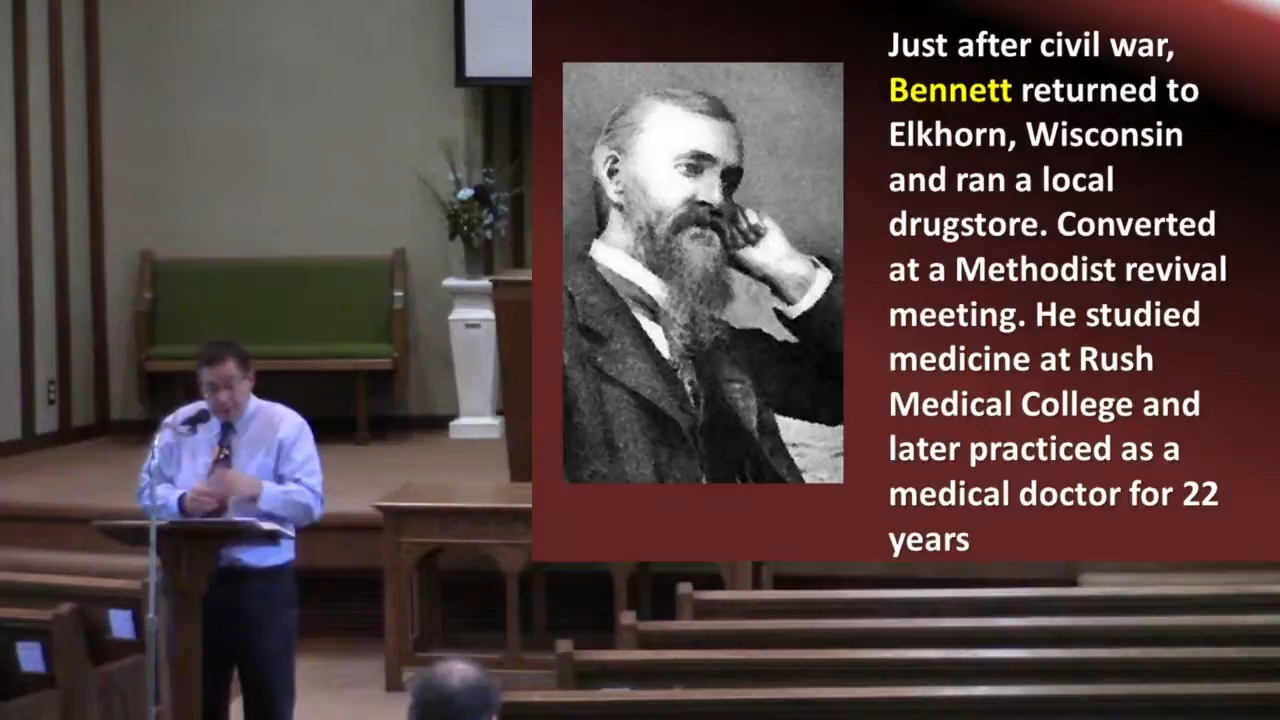 Just after civil war,
Bennett returned to
Elkhorn, Wisconsin
and ran a local
drugstore. Converted
at a Methodist revival
meeting. He studied
medicine at Rush
Medical College and
later practiced as a
medical doctor for 22
years